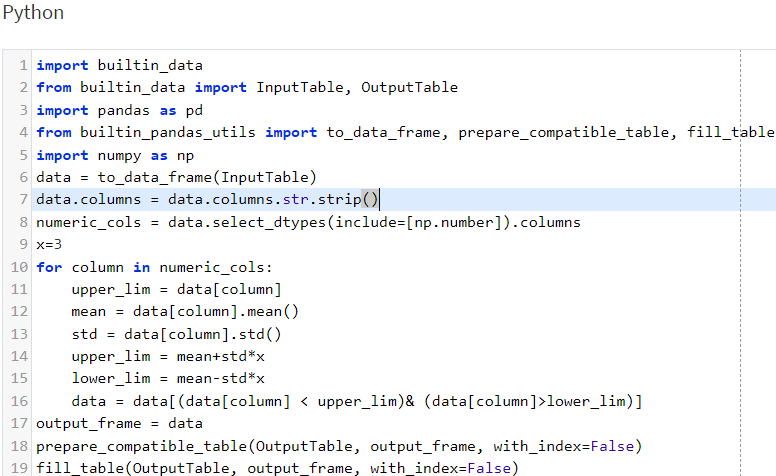 Python
1 import builtin_data
2 from builtin_data import InputTable, OutputTable
3 import pandas as pd
4 from builtin_pandas_utils import to_data_frame, prepare_compatible_table, fill_table
5 import numpy as np
6 data = to_data_frame(InputTable)
7 data.columns = data.columns.str.strip()
8 numeric_cols = data.select_dtypes(include=[np.number]).columns
9 x=3
10 for column in numeric_cols:
11     upper_lim = data[column]
12     mean = data[column].mean()
13     std = data[column].std()
14     upper_lim = mean+std*x
15     lower_lim = mean-std*x
16     data = data[(data[column] < upper_lim)& (data[column]>lower_lim)]
17 output_frame = data
18 prepare_compatible_table(OutputTable, output_frame, with_index=False)
19 fill_table(OutputTable, output_frame, with_index=False)